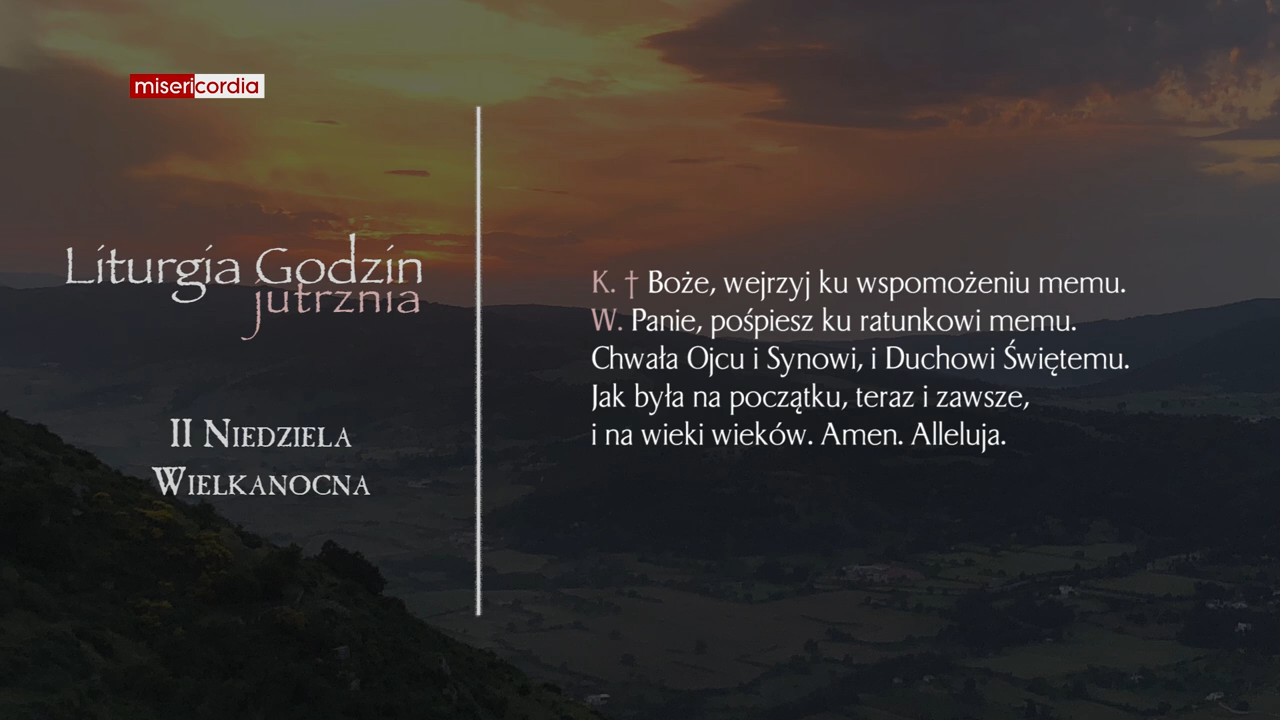 misericordia
Liturgia Godzin
jutrznia
II Niedziela
Wielkanocna
K. † Boże, wejrzyj ku wspomożeniu memu.
W. Panie, pośpiesz ku ratunkowi memu.
Chwała Ojcu i Synowi, i Duchowi Świętemu.
Jak była na początku, teraz i zawsze,
i na wieki wieków. Amen. Alleluja.